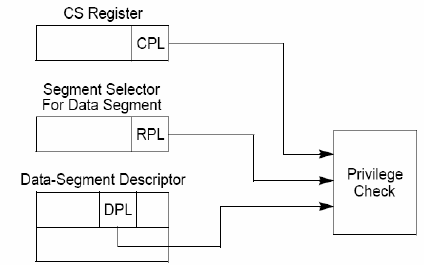 CS Register
CPL
Segment Selector
For Data Segment
RPL
Data-Segment Descriptor
DPL
Privilege
Check